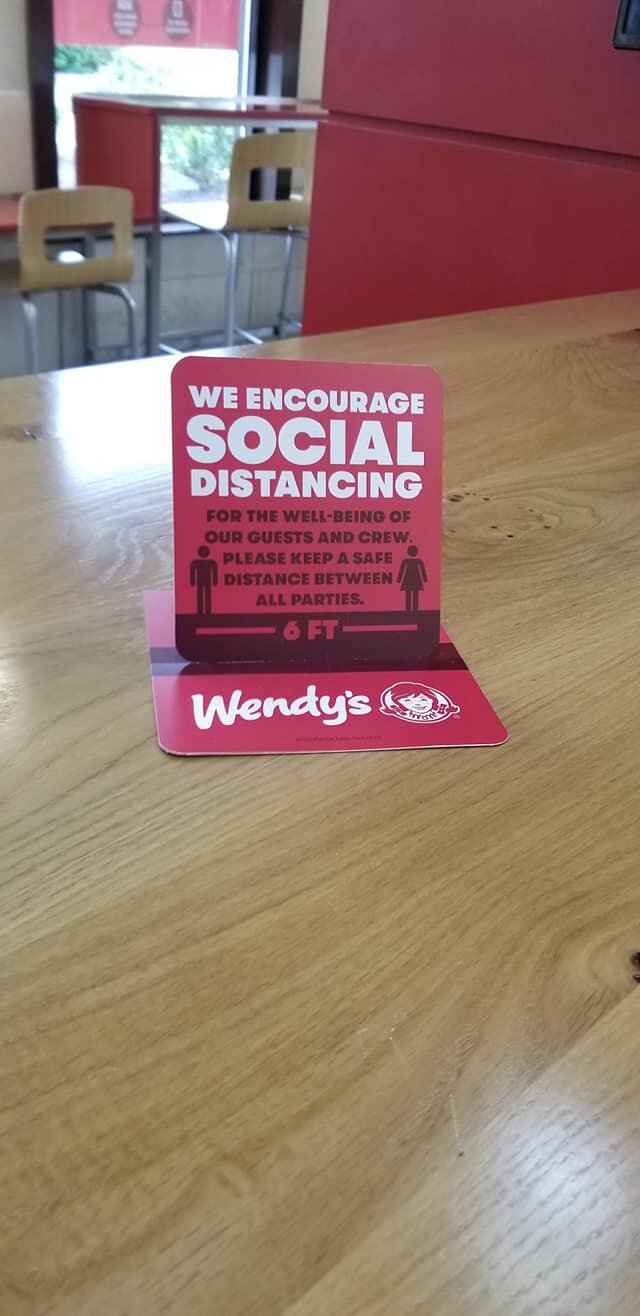 WE ENCOURAGE
SOCIAL
DISTANCING
FOR THE WELL-BEING OF
OUR GUESTS AND CREW.
PLEASE KEEP A SAFE
DISTANCE BETWEEN
ALL PARTIES.
6 FT
Wendy's